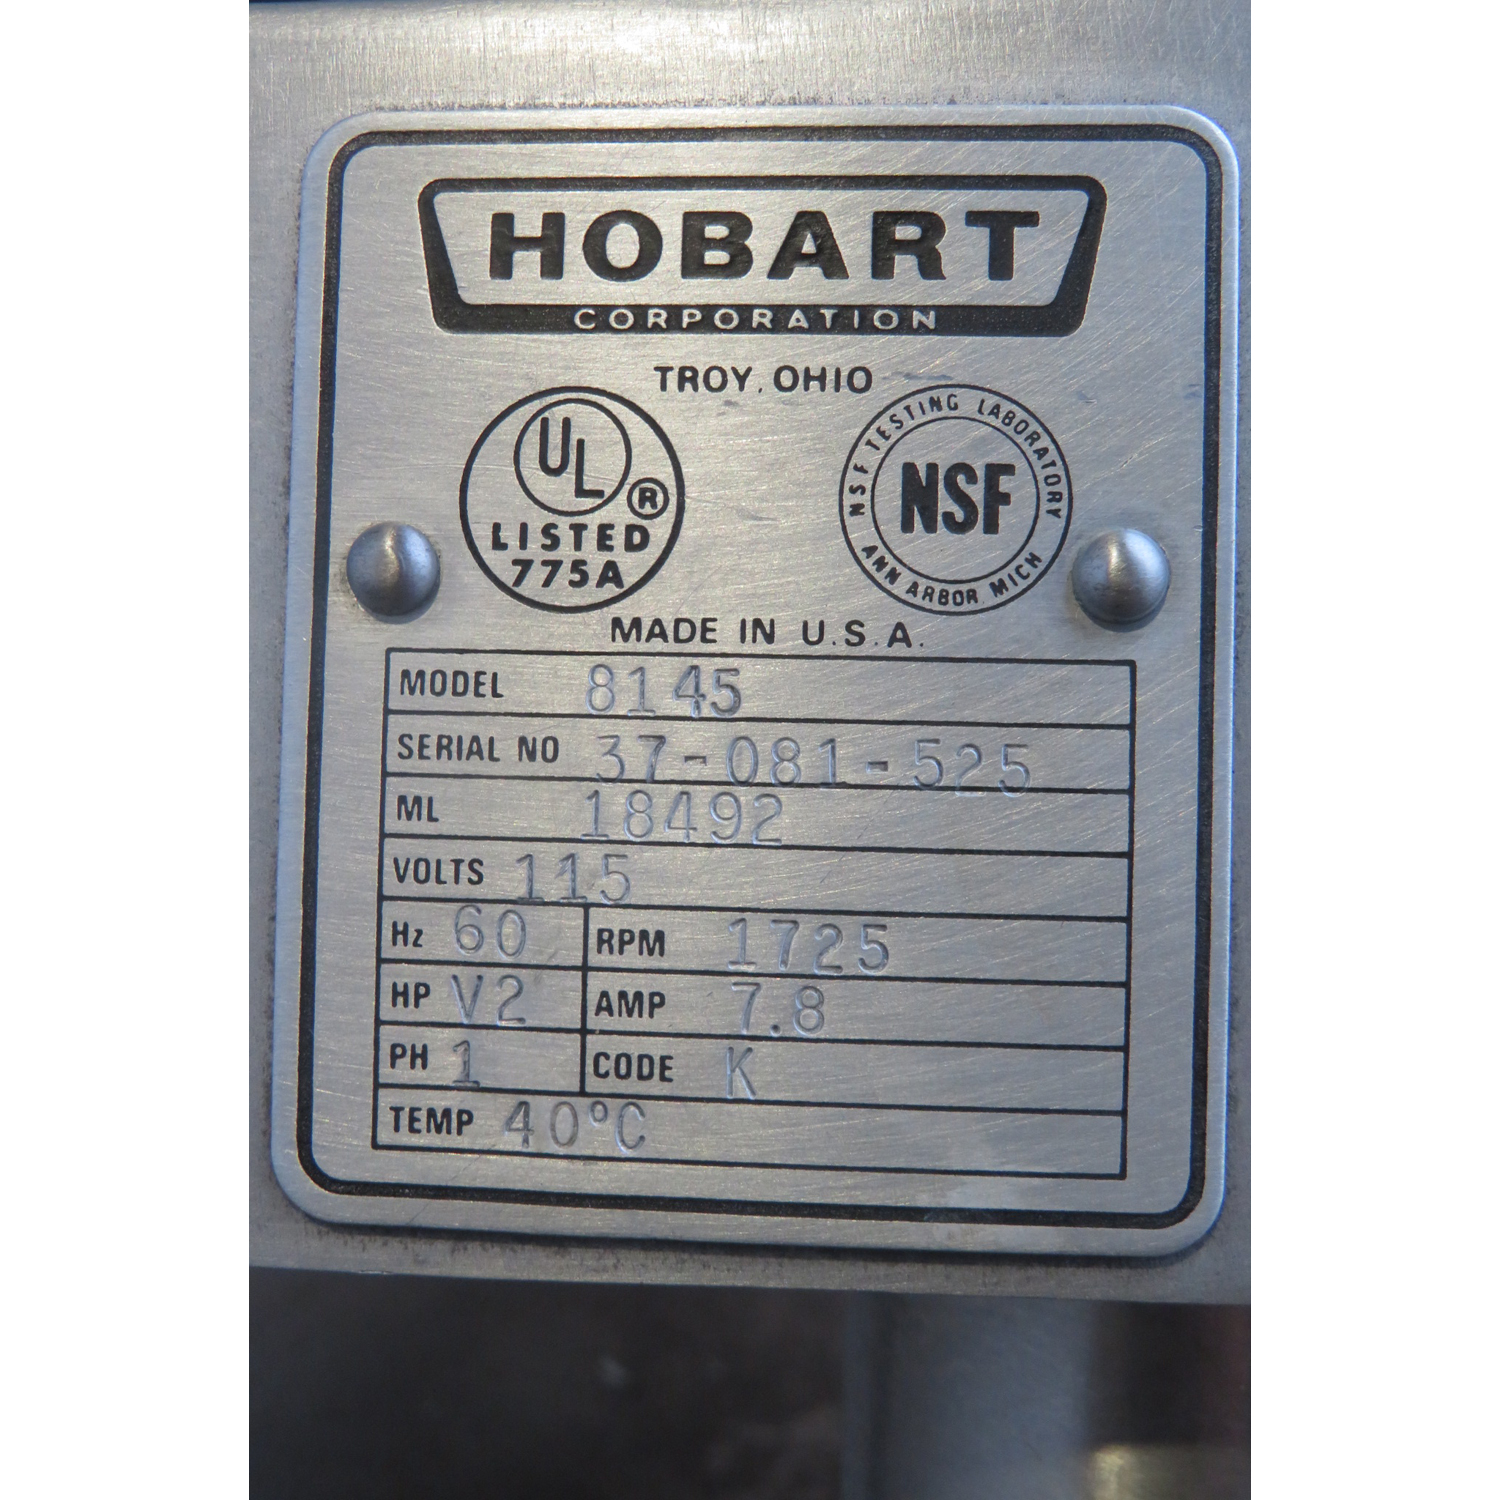 HOBART
CORPORATION
TROY, OHIO
UL ®
LISTED
775A
NSF TESTING LABORATORY
NSF
ANN ARBOR MICH
MADE IN U.S.A.
MODEL 8145
SERIAL NO 37-081-525
ML 18492
VOLTS 115
Hz 60 RPM 1725
HP V2 AMP 7.8
PH 1 CODE K
TEMP 40°C